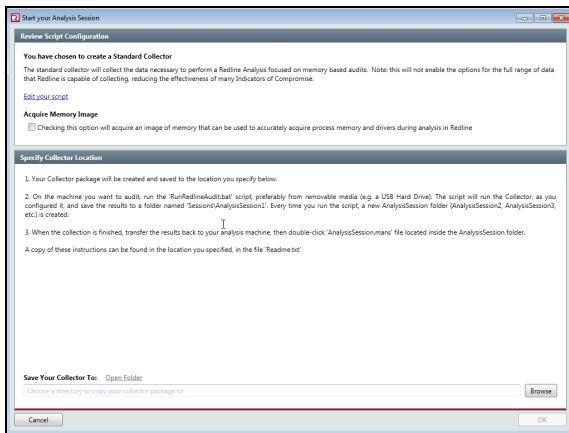 Start your Analysis Session
Review Script Configuration
You have chosen to create a Standard Collector
The standard collector will collect the data necessary to perform a Redline Analysis focused on memory based audits. Note: this will not enable the options for the full range of data
that Redline is capable of collecting, reducing the effectiveness of many Indicators of Compromise.
Edit your script
Acquire Memory Image
Checking this option will acquire an image of memory that can be used to accurately acquire process memory and drivers during analysis in Redline
Specify Collector Location
1. Your Collector package will be created and saved to the location you specify below.
2. On the machine you want to audit, run the 'RunRedlineAudit.bat' script, preferably from removable media (e.g. a USB Hard Drive). The script will run the Collector, as you
configured it, and save the results to a folder named 'Sessions\AnalysisSession1'. Every time you run the script, a new AnalysisSession folder (AnalysisSession2, AnalysisSession3,
etc.) is created.
3. When the collection is finished, transfer the results back to your analysis machine, then double-click 'AnalysisSession.mans' file located inside the AnalysisSession folder.
A copy of these instructions can be found in the location you specified, in the file 'Readme.txt'
Save Your Collector To: Open Folder
Choose a directory to copy your collector package to
Browse
Cancel
OK